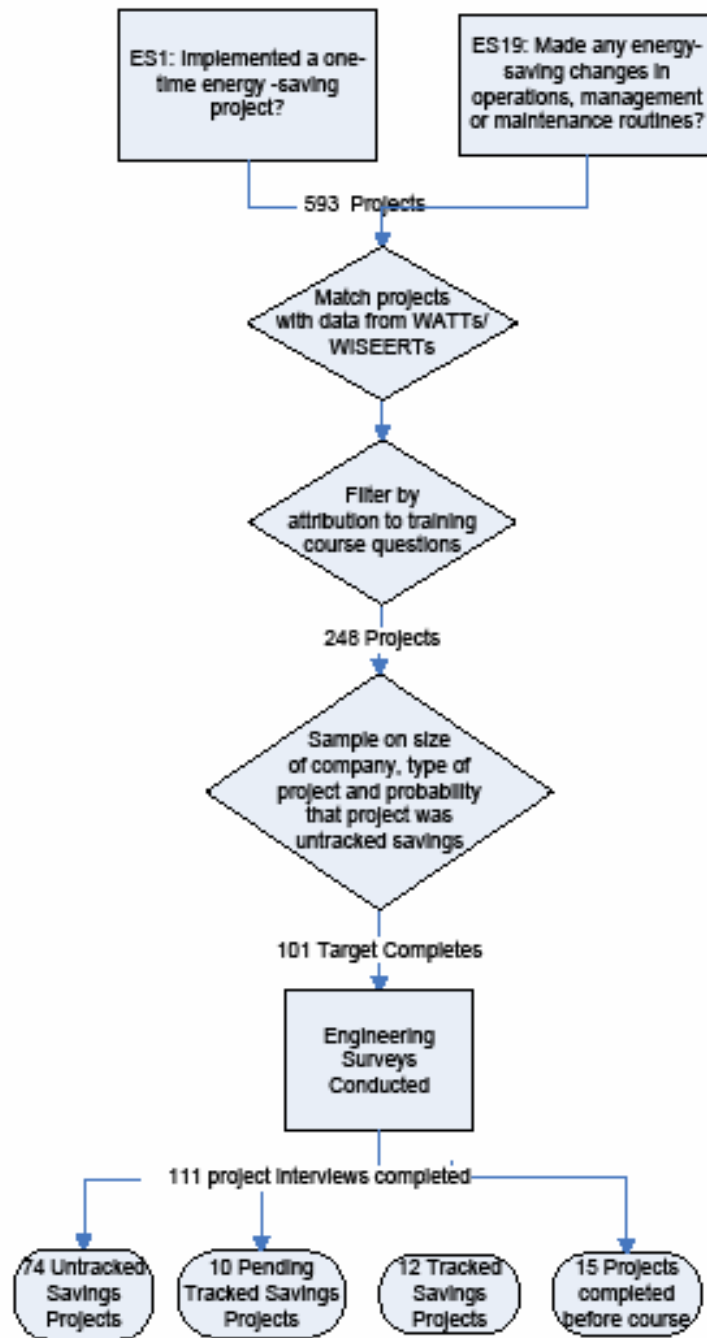 ES1: Implemented a one-
time energy -saving
project?
ES19: Made any energy-
saving changes in
operations, management
or maintenance routines?
593 Projects
Match projects
with data from WATTs/
WISEERTs
Filter by
attribution to training
course questions
248 Projects
Sample on size
of company, type of
project and probability
that project was
untracked savings
101 Target Completes
Engineering
Surveys
Conducted
111 project interviews completed
74 Untracked
Savings
Projects
10 Pending
Tracked Savings
Projects
12 Tracked
Savings
Projects
15 Projects
completed
before course